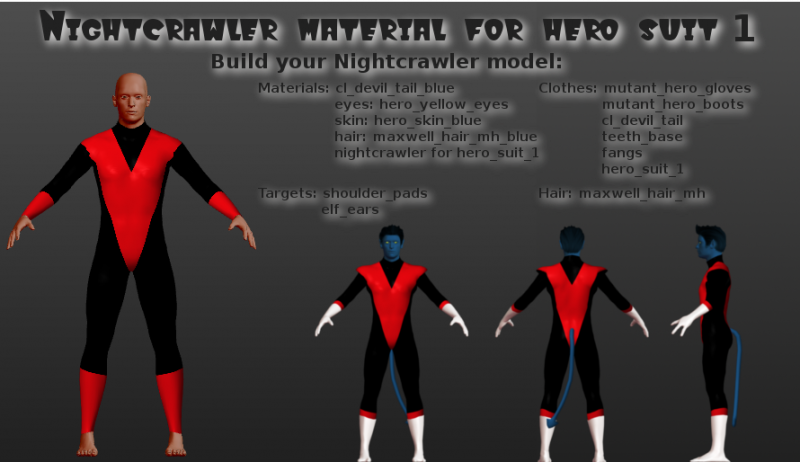 Nightcrawler material for hero suit 1
Build your Nightcrawler model:
Materials: cl_devil_tail_blue
eyes: hero_yellow_eyes
skin: hero_skin_blue
hair: maxwell_hair_mh_blue
nightcrawler for hero_suit_1
Clothes: mutant_hero_gloves
mutant_hero_boots
cl_devil_tail
teeth_base
fangs
hero_suit_1
Targets: shoulder_pads
elf_ears
Hair: maxwell_hair_mh